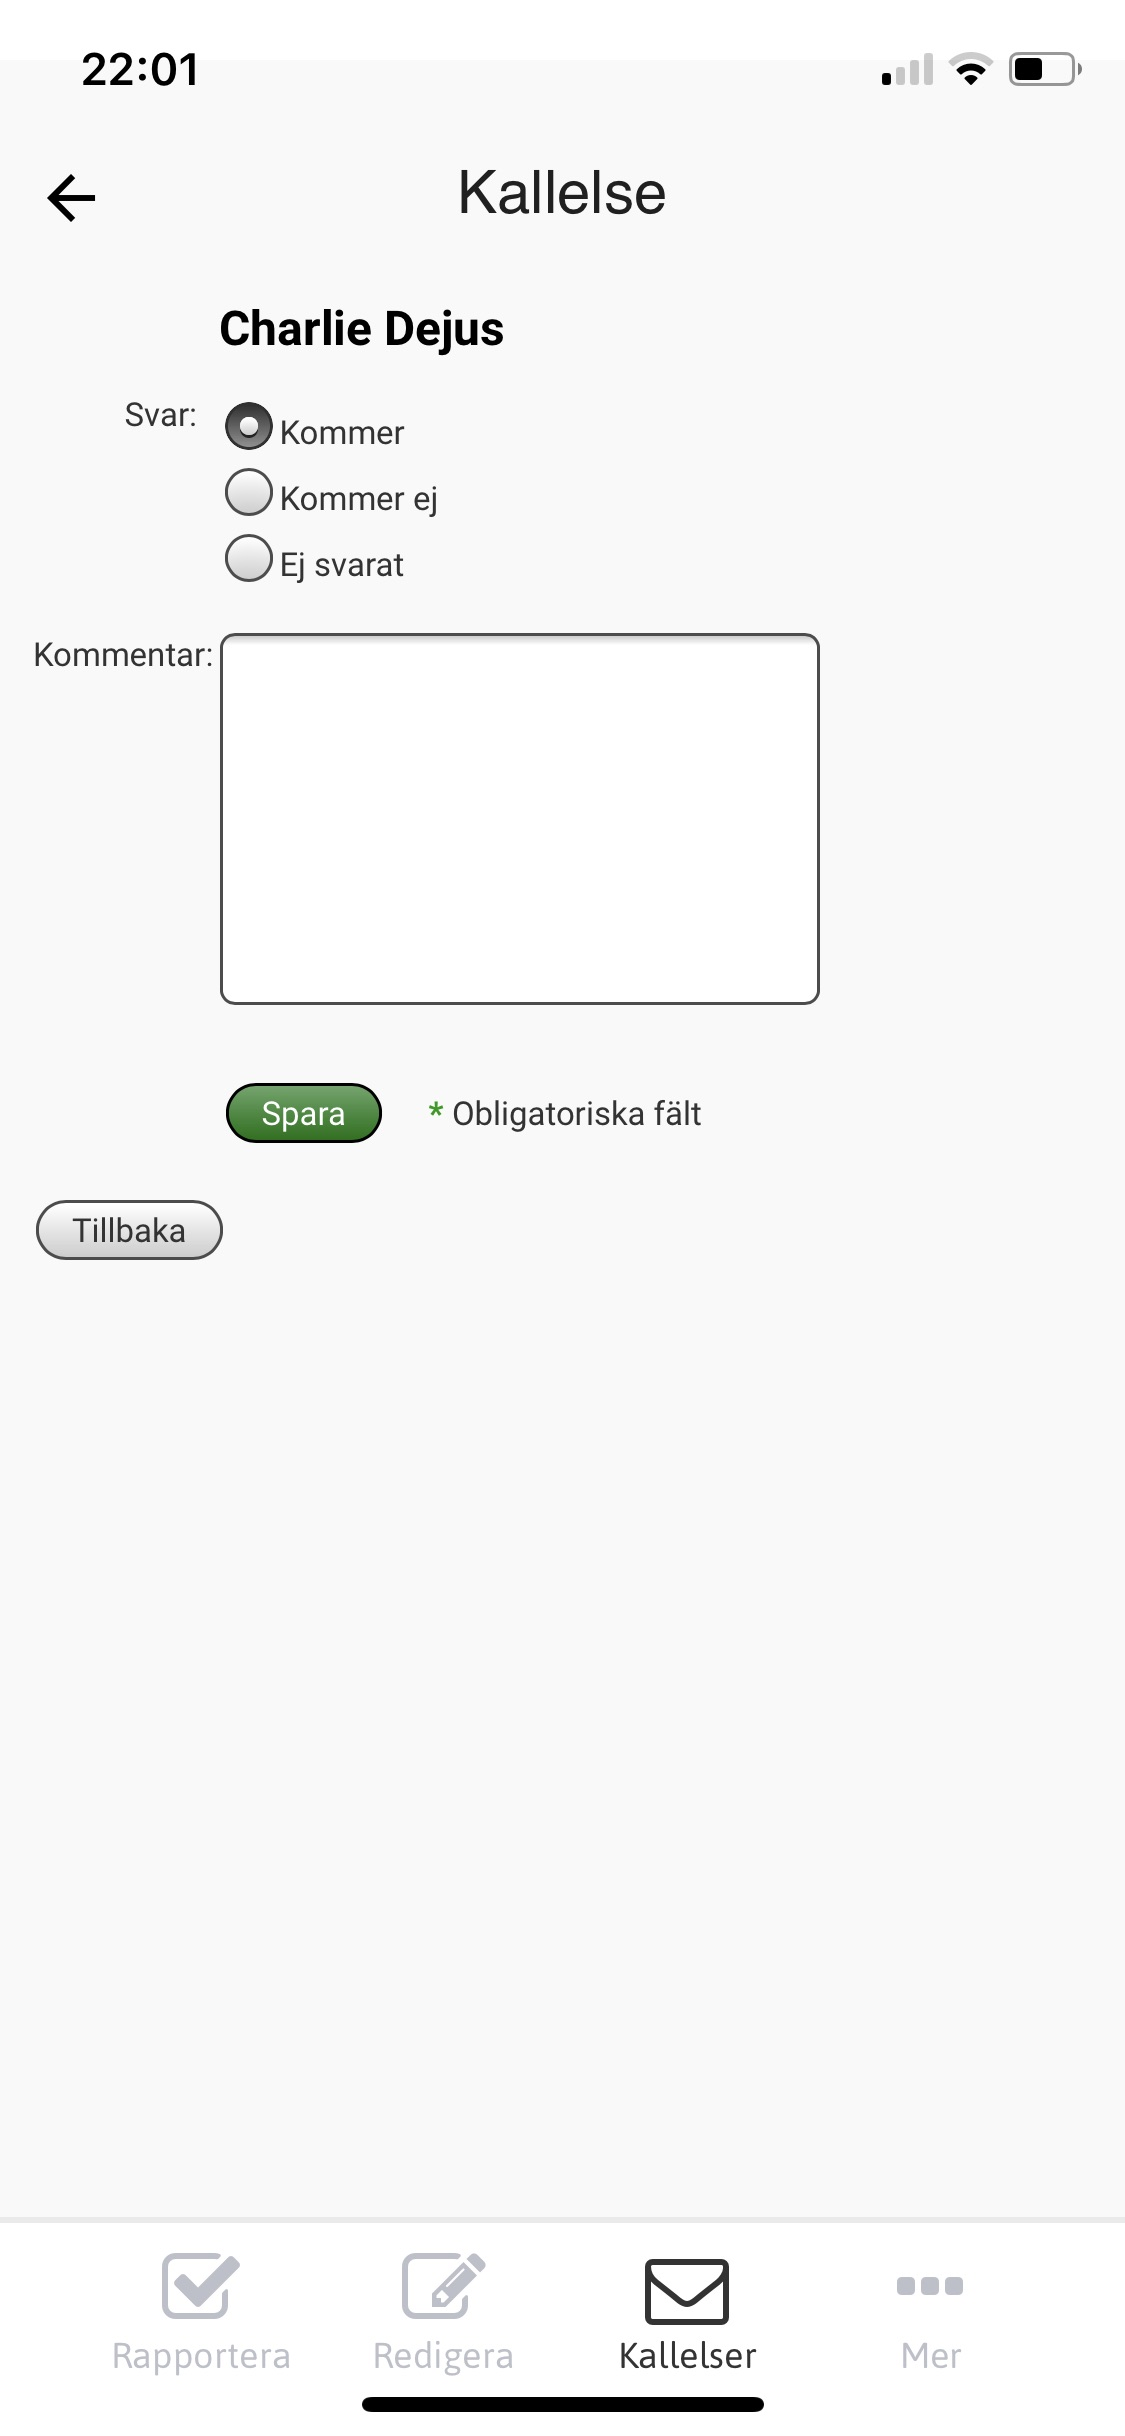 22:01
Kallelse
Charlie Dejus
Svar:
Kommer
Kommer ej
Ej svarat
Kommentar:
Spara
* Obligatoriska fält
Tillbaka
Rapportera
Redigera
Kallelser
Mer